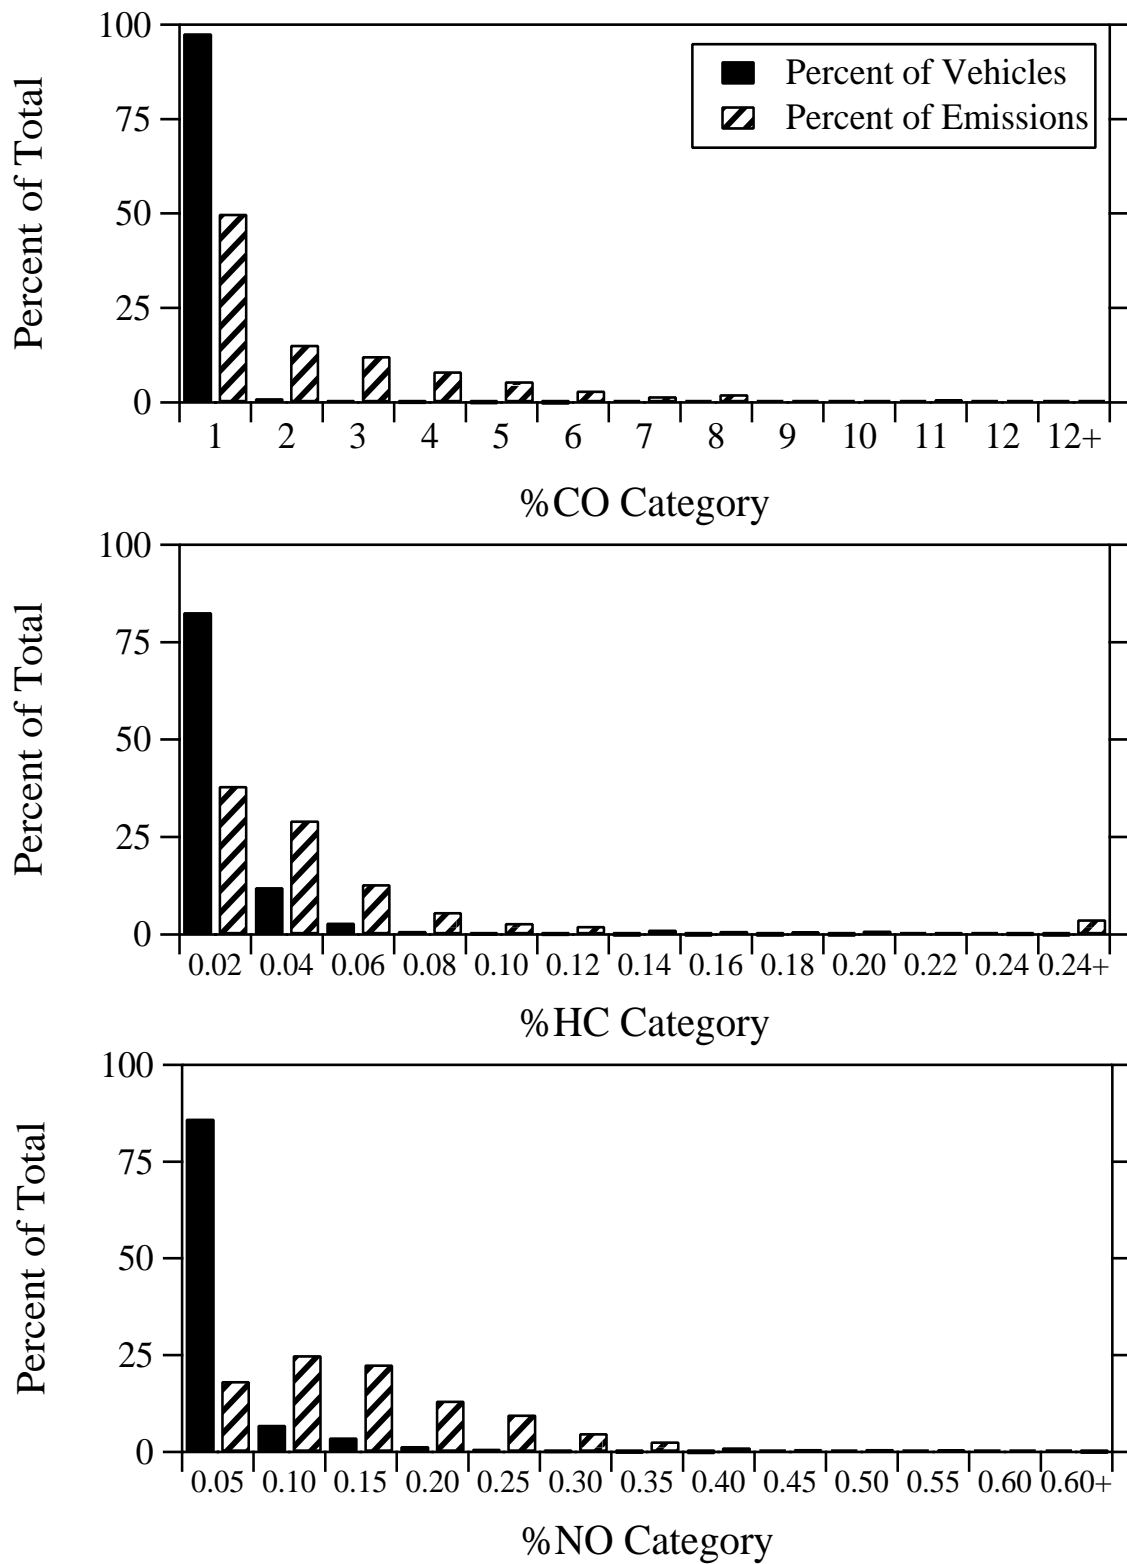 100
75
50
25
0
Percent of Total
Percent of Vehicles
Percent of Emissions
1 2 3 4 5 6 7 8 9 10 11 12 12+
%CO Category
100
75
50
25
0
Percent of Total
0.02 0.04 0.06 0.08 0.10 0.12 0.14 0.16 0.18 0.20 0.22 0.24 0.24+
%HC Category
100
75
50
25
0
Percent of Total
0.05 0.10 0.15 0.20 0.25 0.30 0.35 0.40 0.45 0.50 0.55 0.60 0.60+
%NO Category